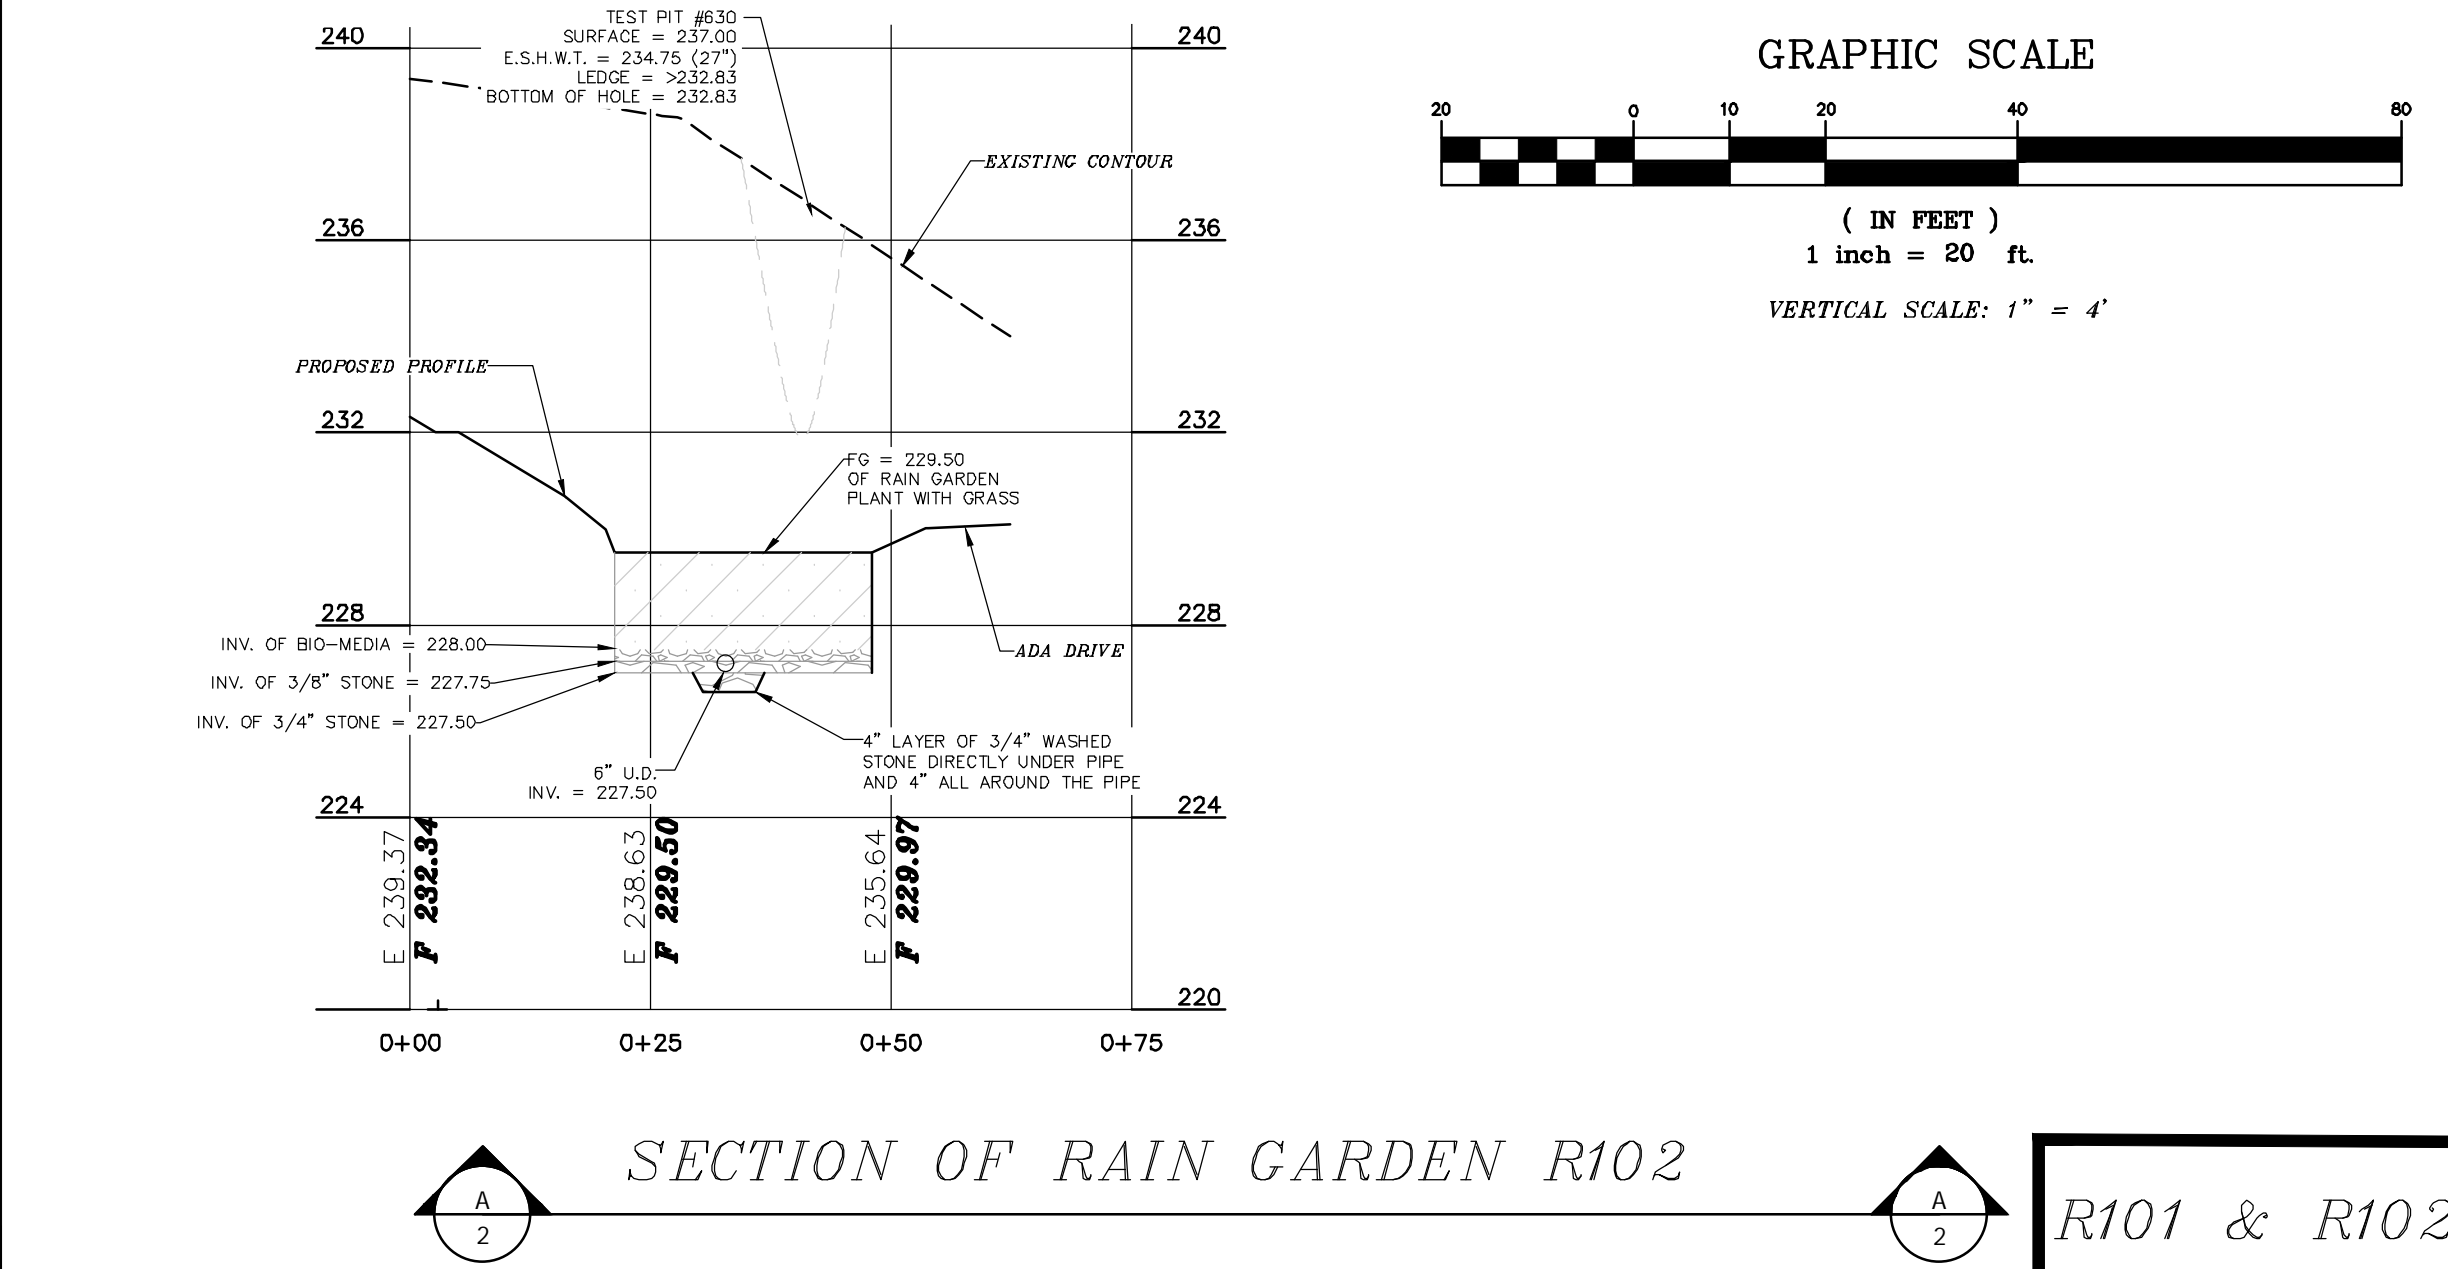 TEST PIT #630
SURFACE = 237.00
E.S.H.W.T. = 234.75 (27")
LEDGE = >232.83
BOTTOM OF HOLE = 232.83
240
240
EXISTING CONTOUR
236
236
PROPOSED PROFILE
232
232
FG = 229.50
OF RAIN GARDEN
PLANT WITH GRASS
228
228
INV. OF BIO-MEDIA = 228.00
ADA DRIVE
INV. OF 3/8" STONE = 227.75
INV. OF 3/4" STONE = 227.50
4" LAYER OF 3/4" WASHED
STONE DIRECTLY UNDER PIPE
AND 4" ALL AROUND THE PIPE
6" U.D.
INV. = 227.50
224
224
E 239.37
F 232.34
E 238.63
F 229.50
E 235.64
F 229.97
220
0+00
0+25
0+50
0+75
GRAPHIC SCALE
20
0
10
20
40
80
( IN FEET )
1 inch = 20 ft.
VERTICAL SCALE: 1" = 4'
SECTION OF RAIN GARDEN R102
A
2
A
2
R101 & R102